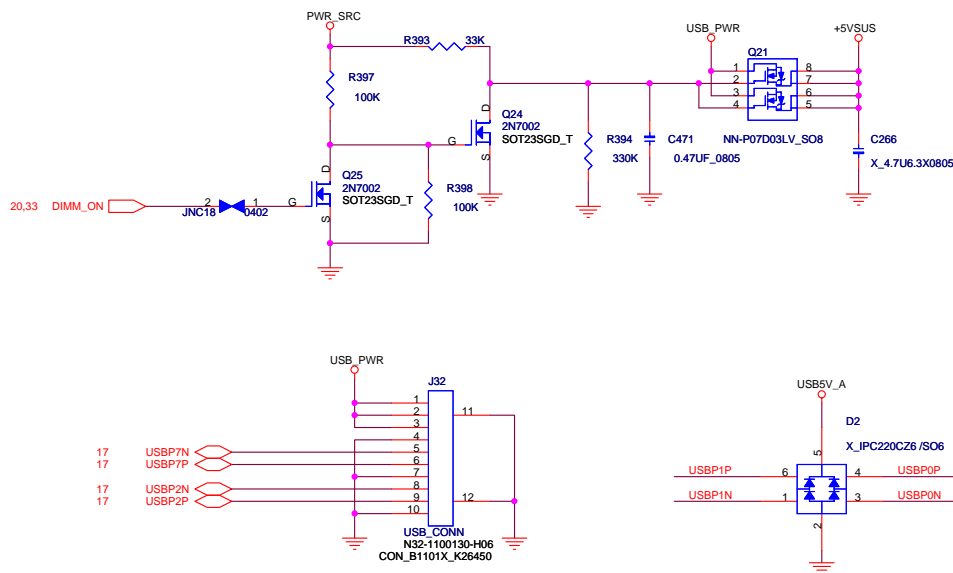 PWR_SRC
R393 33K
USB_PWR
+5VSUS
Q21
1 8
2 7
3 6
4 5
R397
100K
D
Q24
2N7002
SOT23SGD_T
G
S
R394
330K
C471
0.47UF_0805
NN-P07D03LV_SO8
C266
X_4.7U6.3X0805
D
Q25
2N7002
SOT23SGD_T
R398
100K
20,33 DIMM_ON
2 1
JNC18 0402
G
S
USB_PWR
J32
1
2
3
4
5
6
7
8
9
10
11
12
17 USBP7N
17 USBP7P
17 USBP2N
17 USBP2P
USB_CONN
N32-1100130-H06
CON_B1101X_K26450
USB5V_A
D2
X_IPC220CZ6 /SO6
5
USBP1P 6 4 USBP0P
USBP1N 1 3 USBP0N
2